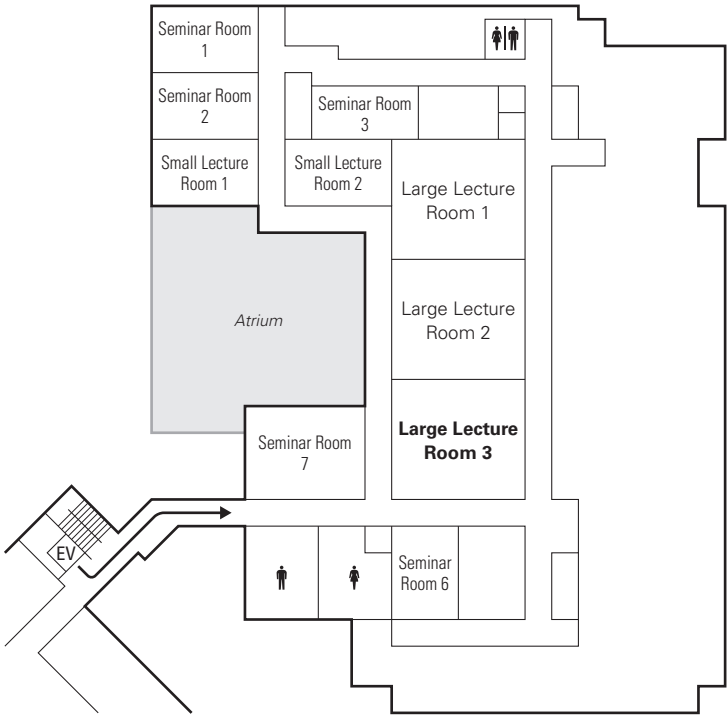 Seminar Room
1
Seminar Room
2
Seminar Room
3
Small Lecture
Room 1
Small Lecture
Room 2
Large Lecture
Room 1
Atrium
Large Lecture
Room 2
Large Lecture
Room 3
Seminar Room
7
EV
Seminar
Room 6